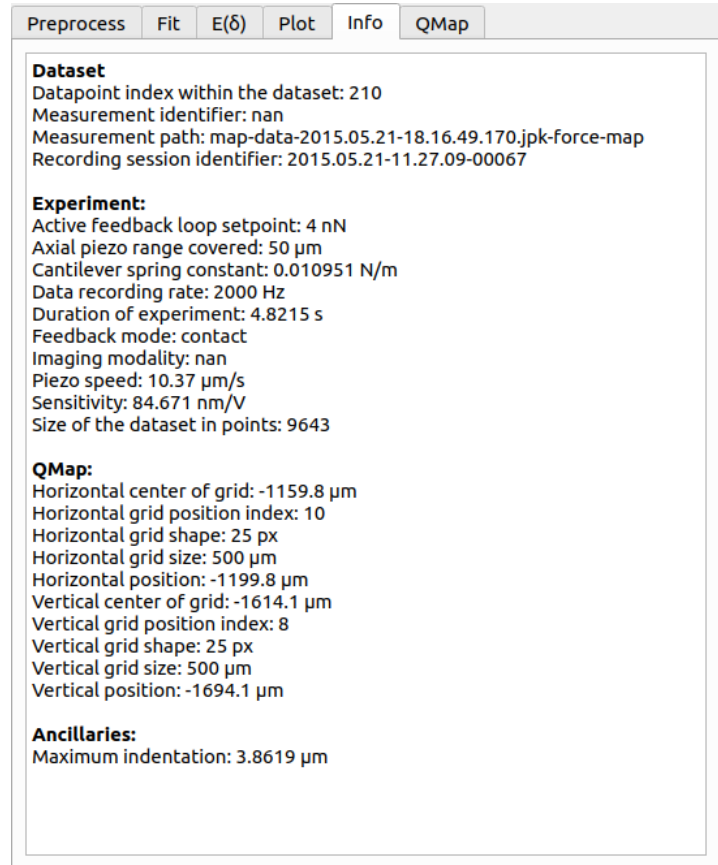 Preprocess Fit E(δ) Plot Info QMap
Dataset
Datapoint index within the dataset: 210
Measurement identifier: nan
Measurement path: map-data-2015.05.21-18.16.49.170.jpk-force-map
Recording session identifier: 2015.05.21-11.27.09-00067
Experiment:
Active feedback loop setpoint: 4 nN
Axial piezo range covered: 50 µm
Cantilever spring constant: 0.010951 N/m
Data recording rate: 2000 Hz
Duration of experiment: 4.8215 s
Feedback mode: contact
Imaging modality: nan
Piezo speed: 10.37 µm/s
Sensitivity: 84.671 nm/V
Size of the dataset in points: 9643
QMap:
Horizontal center of grid: -1159.8 µm
Horizontal grid position index: 10
Horizontal grid shape: 25 px
Horizontal grid size: 500 µm
Horizontal position: -1199.8 µm
Vertical center of grid: -1614.1 µm
Vertical grid position index: 8
Vertical grid shape: 25 px
Vertical grid size: 500 µm
Vertical position: -1694.1 µm
Ancillaries:
Maximum indentation: 3.8619 µm